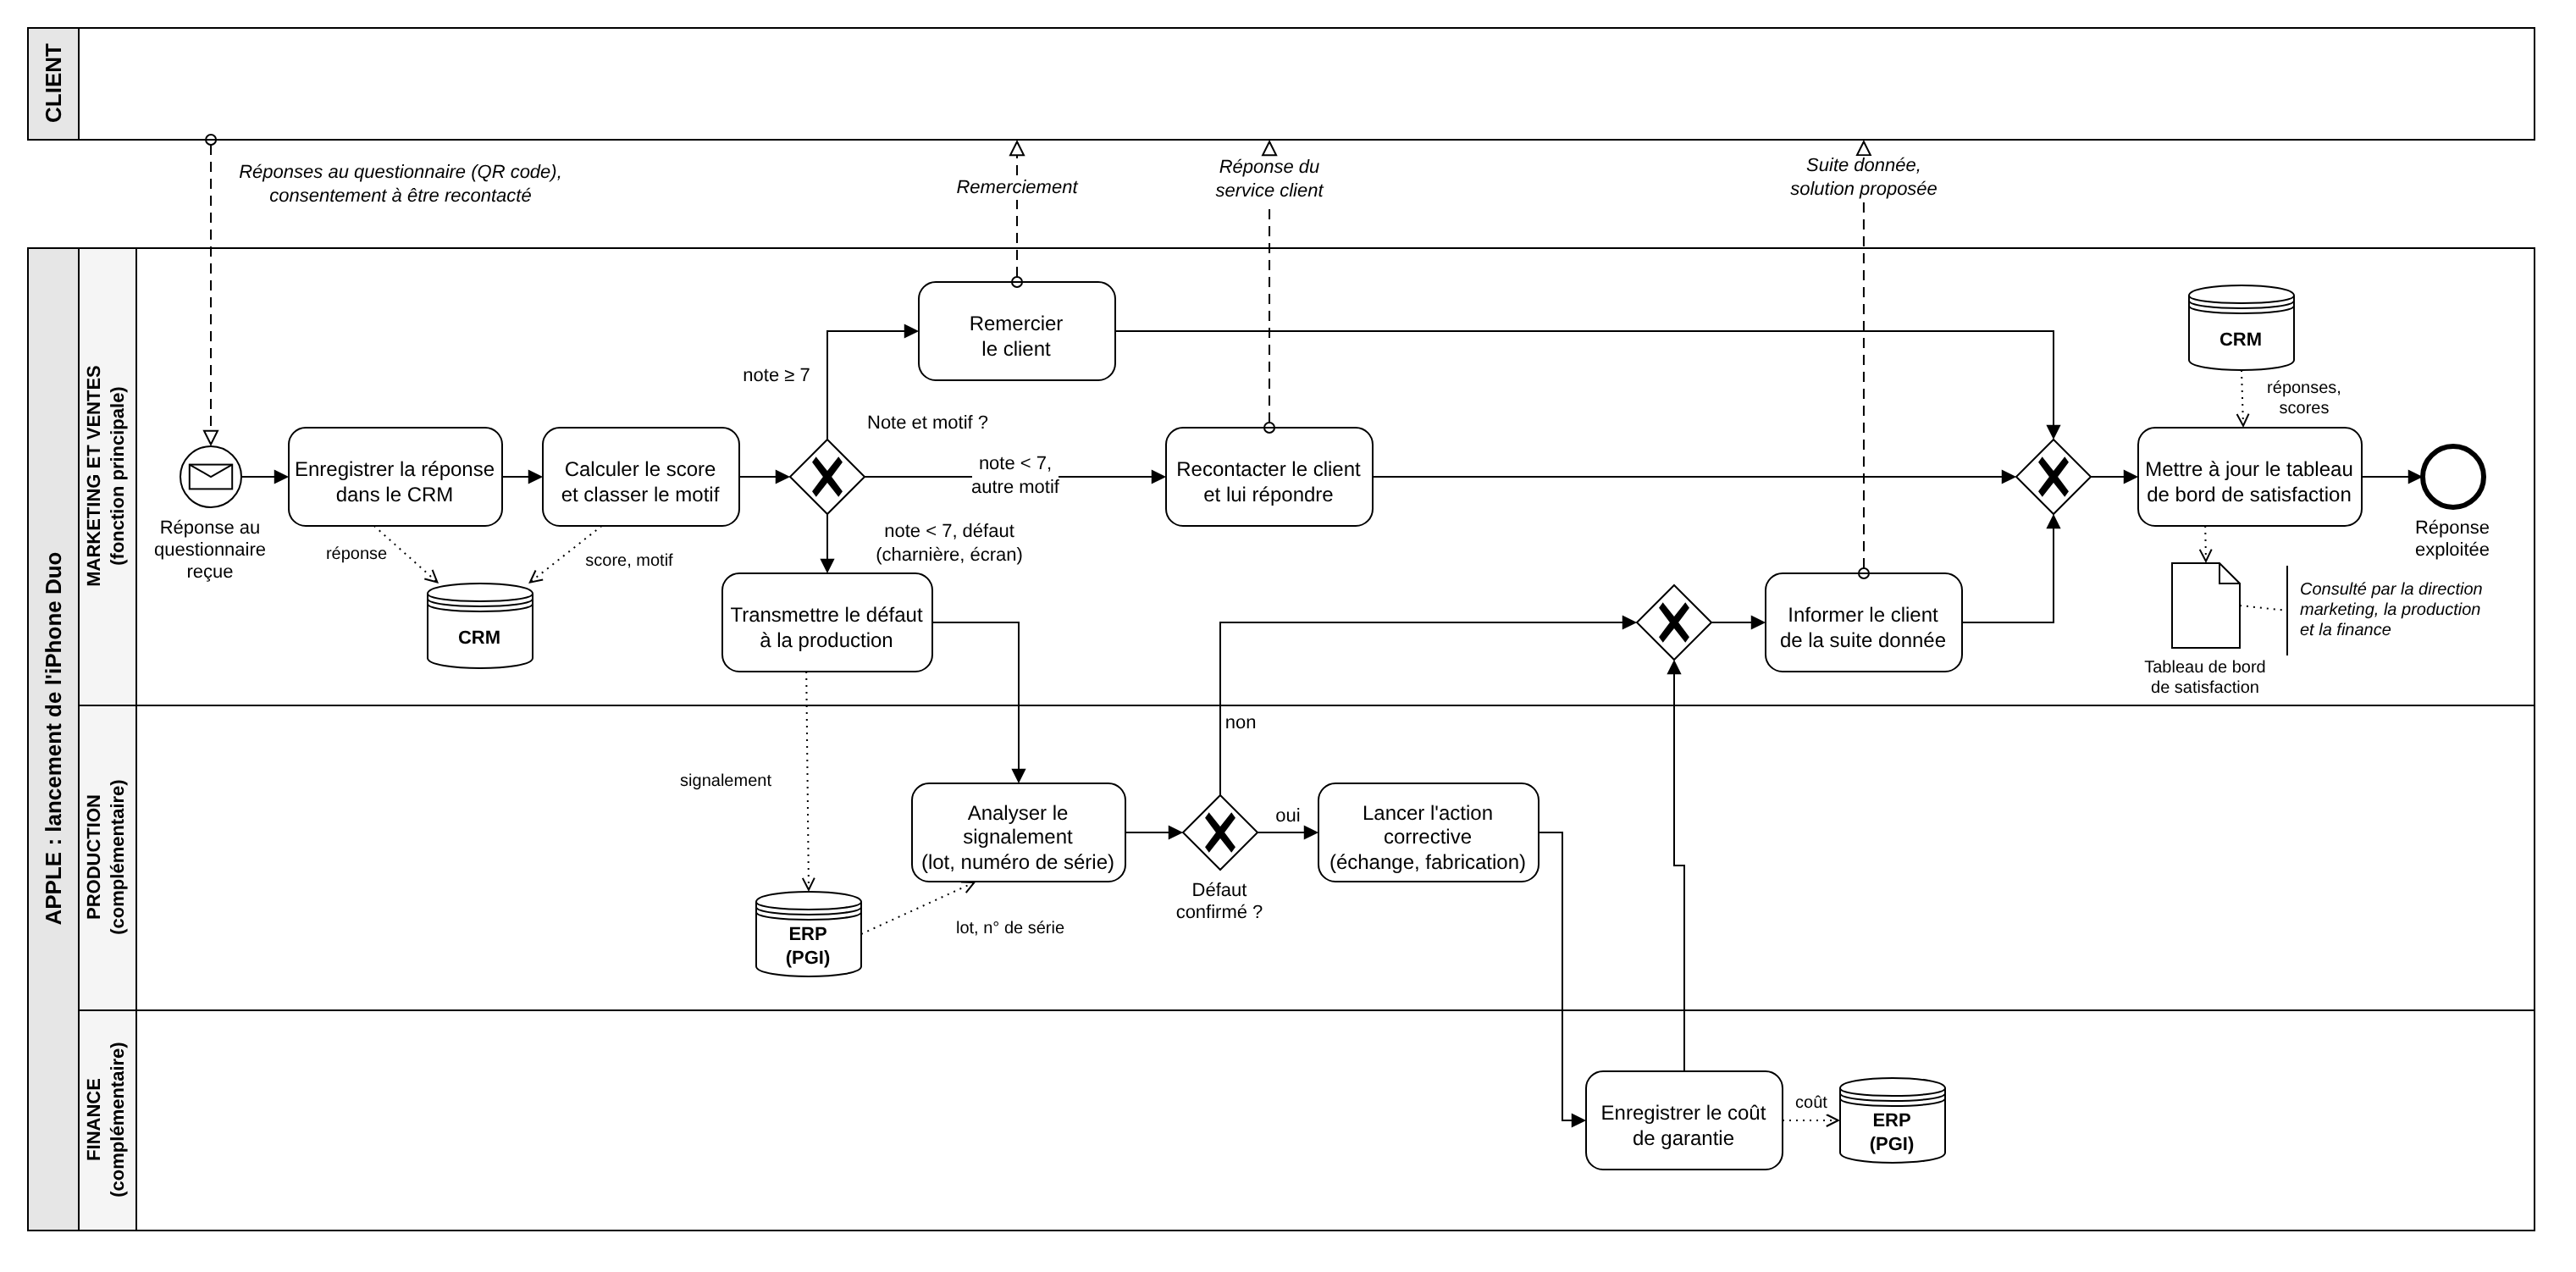 CLIENT
Réponses au questionnaire (QR code),
consentement à être recontacté
Remerciement
Réponse du
service client
Suite donnée,
solution proposée
APPLE : lancement de l'iPhone Duo
MARKETING ET VENTES
(fonction principale)
Réponse au
questionnaire
reçue
Enregistrer la réponse
dans le CRM
Calculer le score
et classer le motif
réponse
score, motif
CRM
note ≥ 7
Note et motif ?
note < 7,
autre motif
note < 7, défaut
(charnière, écran)
Remercier
le client
Recontacter le client
et lui répondre
Transmettre le défaut
à la production
Informer le client
de la suite donnée
CRM
réponses,
scores
Mettre à jour le tableau
de bord de satisfaction
Réponse
exploitée
Consulté par la direction
marketing, la production
et la finance
Tableau de bord
de satisfaction
PRODUCTION
(complémentaire)
signalement
non
Analyser le
signalement
(lot, numéro de série)
oui
Lancer l'action
corrective
(échange, fabrication)
Défaut
confirmé ?
ERP
(PGI)
lot, n° de série
FINANCE
(complémentaire)
Enregistrer le coût
de garantie
coût
ERP
(PGI)